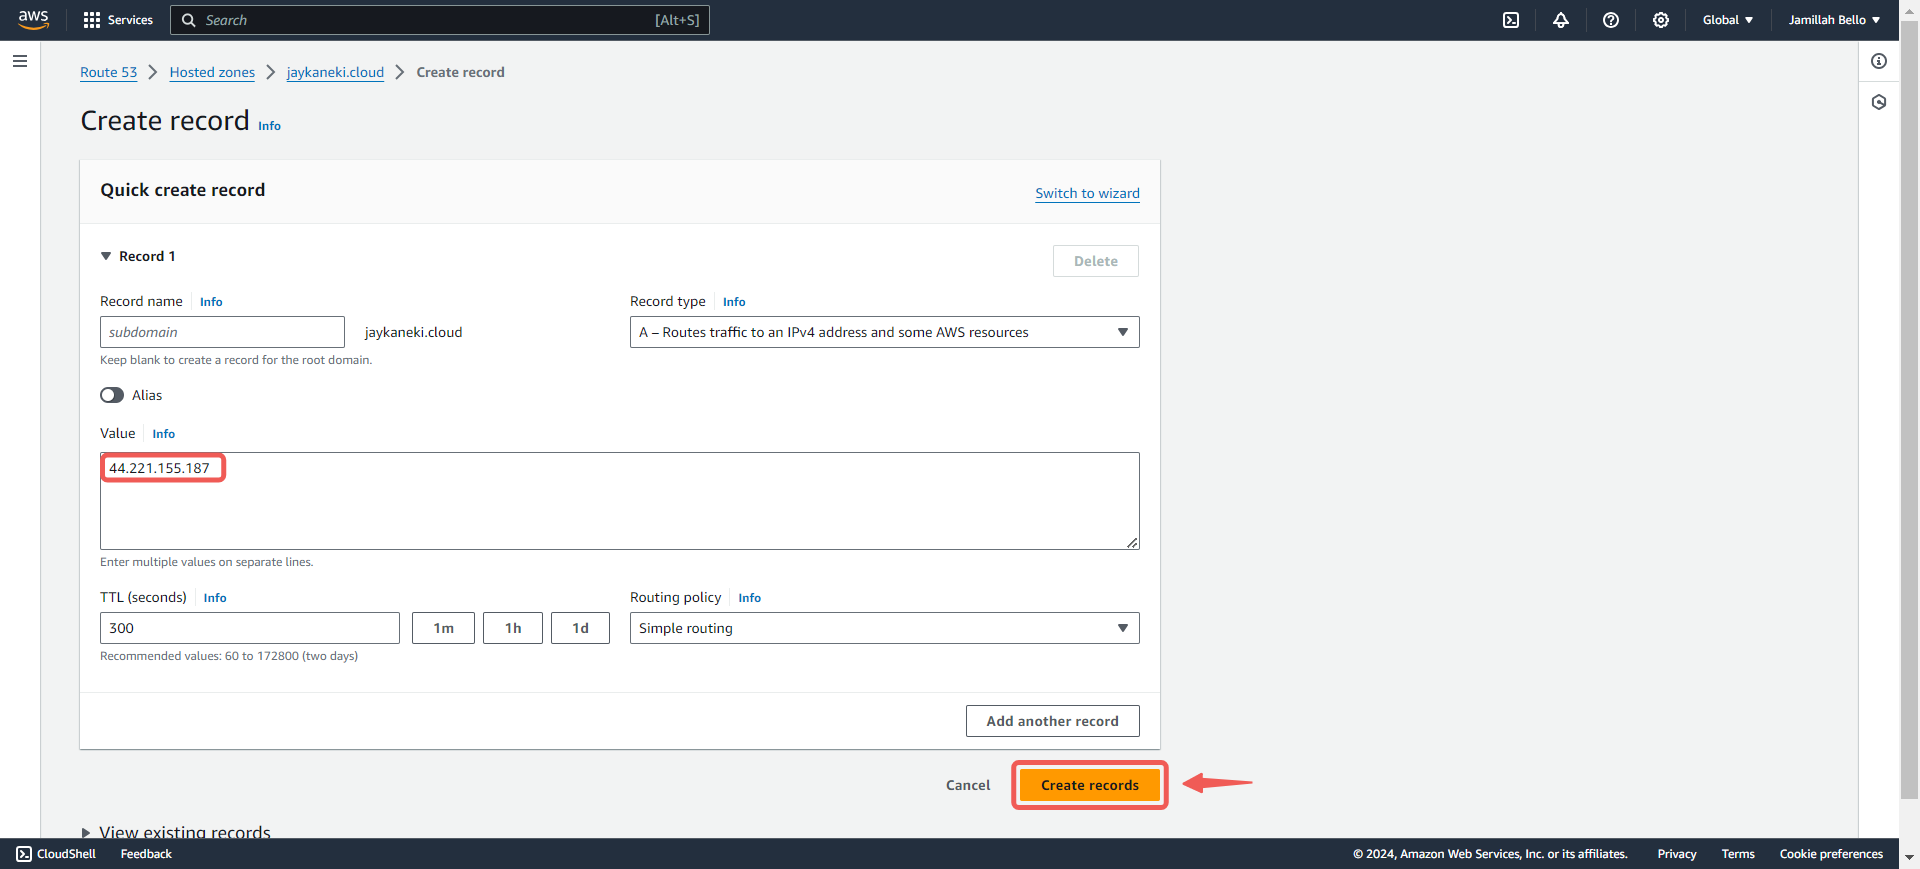 aws Services Search [Alt+S] Global Jamillah Bello
Route 53 Hosted zones jaykaneki.cloud Create record
Create record Info
Quick create record Switch to wizard
Record 1 Delete
Record name Info Record type Info
subdomain jaykaneki.cloud A – Routes traffic to an IPv4 address and some AWS resources
Keep blank to create a record for the root domain.
Alias
Value Info
44.221.155.187
Enter multiple values on separate lines.
TTL (seconds) Info Routing policy Info
300 1m 1h 1d Simple routing
Recommended values: 60 to 172800 (two days)
Add another record
Cancel Create records
View existing records
CloudShell Feedback © 2024, Amazon Web Services, Inc. or its affiliates. Privacy Terms Cookie preferences